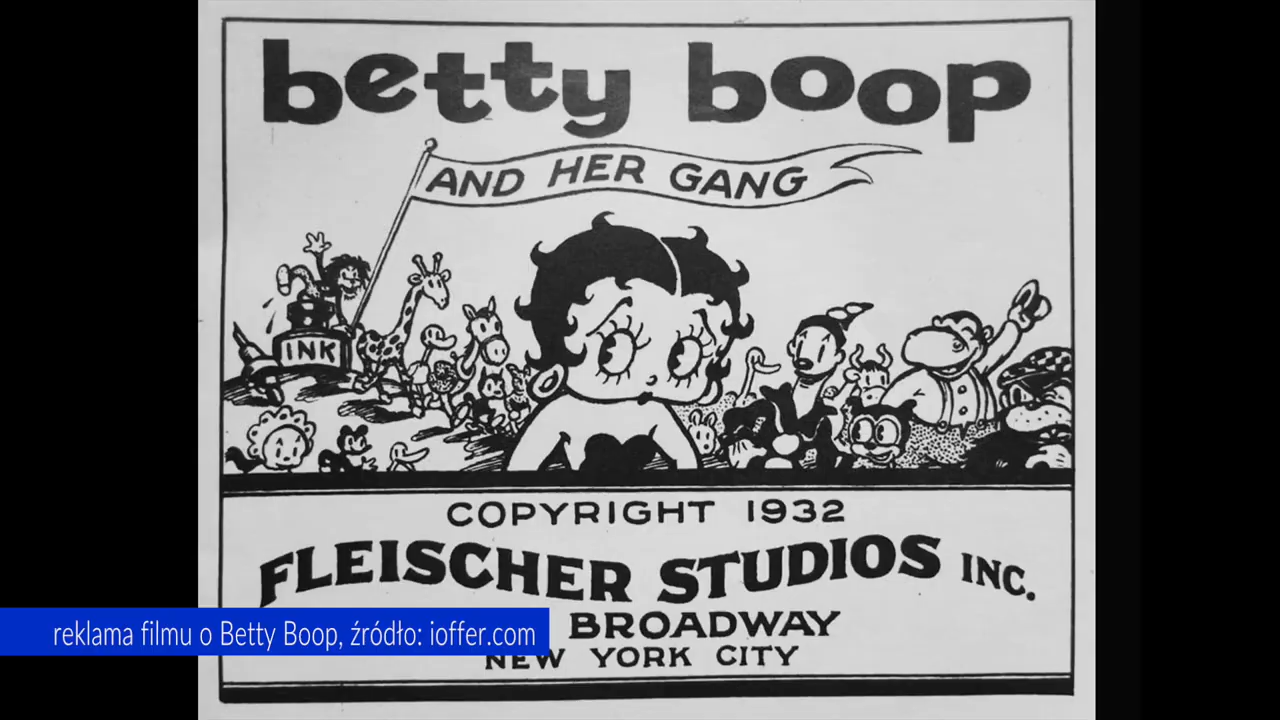 betty boop
AND HER GANG
INK
COPYRIGHT 1932
FLEISCHER STUDIOS INC.
BROADWAY
reklama filmu o Betty Boop, źródło: ioffer.com
NEW YORK CITY